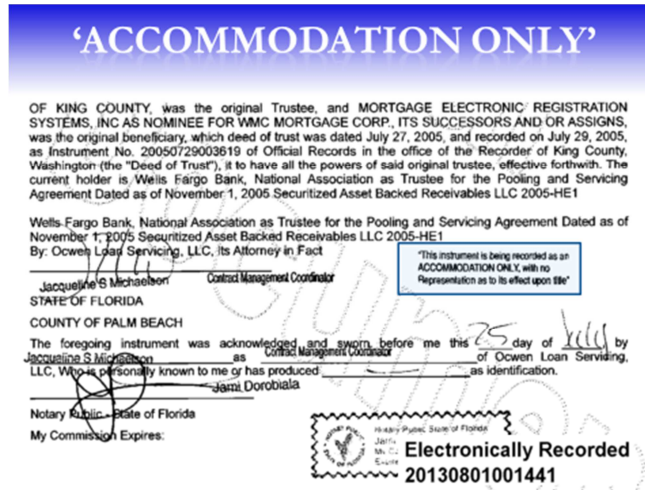 ‘ACCOMMODATION ONLY’
OF KING COUNTY, was the original Trustee, and MORTGAGE ELECTRONIC REGISTRATION
SYSTEMS, INC AS NOMINEE FOR WMC MORTGAGE CORP., ITS SUCCESSORS AND OR ASSIGNS,
was the original beneficiary, which deed of trust was dated July 27, 2005, and recorded on July 29, 2005,
as Instrument No. 20050729003619 of Official Records in the office of the Recorder of King County,
Washington (the "Deed of Trust"), it to have all the powers of said original trustee, effective forthwith. The
current holder is Wells Fargo Bank, National Association as Trustee for the Pooling and Servicing
Agreement Dated as of November 1, 2005 Securitized Asset Backed Receivables LLC 2005-HE1
Wells Fargo Bank, National Association as Trustee for the Pooling and Servicing Agreement Dated as of
November 1, 2005 Securitized Asset Backed Receivables LLC 2005-HE1
By: Ocwen Loan Servicing, LLC, its Attorney in Fact
"This instrument is being recorded as an
ACCOMMODATION ONLY, with no
Representation as to its effect upon title"
Jacqueline S Michaelson Contract Management Coordinator
STATE OF FLORIDA
COUNTY OF PALM BEACH
The foregoing instrument was acknowledged and sworn before me this 25 day of July by
Jacqueline S Michaelson as Contract Management Coordinator of Ocwen Loan Servicing,
LLC, Who is personally known to me or has produced as identification.
Jami Dorobiala
Notary Public - State of Florida
My Commission Expires:
Notary Public State of Florida
Electronically Recorded
20130801001441